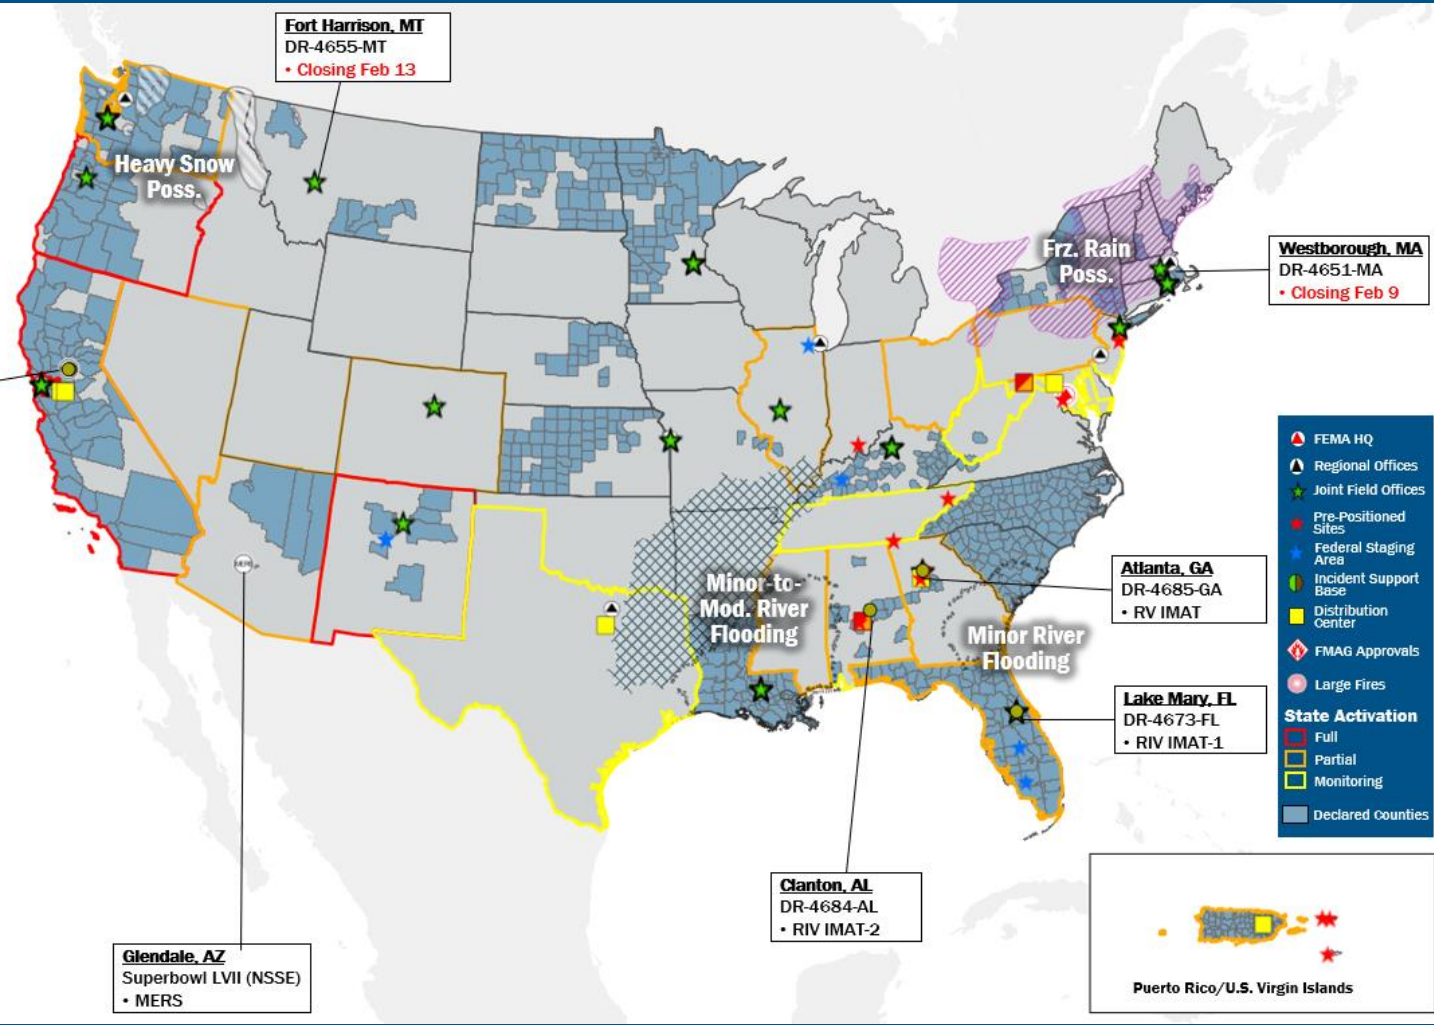 Fort Harrison, MT
DR-4655-MT
• Closing Feb 13
Heavy Snow
Poss.
Frz. Rain
Poss.
Westborough, MA
DR-4651-MA
• Closing Feb 9
FEMA HQ
Regional Offices
Joint Field Offices
Pre-Positioned
Sites
Federal Staging
Area
Incident Support
Base
Distribution
Center
FMAG Approvals
Large Fires
State Activation
Full
Partial
Monitoring
Declared Counties
MERS
Minor-to-
Mod. River
Flooding
Atlanta, GA
DR-4685-GA
• RV IMAT
Minor River
Flooding
Lake Mary, FL
DR-4673-FL
• RIV IMAT-1
Clanton, AL
DR-4684-AL
• RIV IMAT-2
Glendale, AZ
Superbowl LVII (NSSE)
• MERS
Puerto Rico/U.S. Virgin Islands